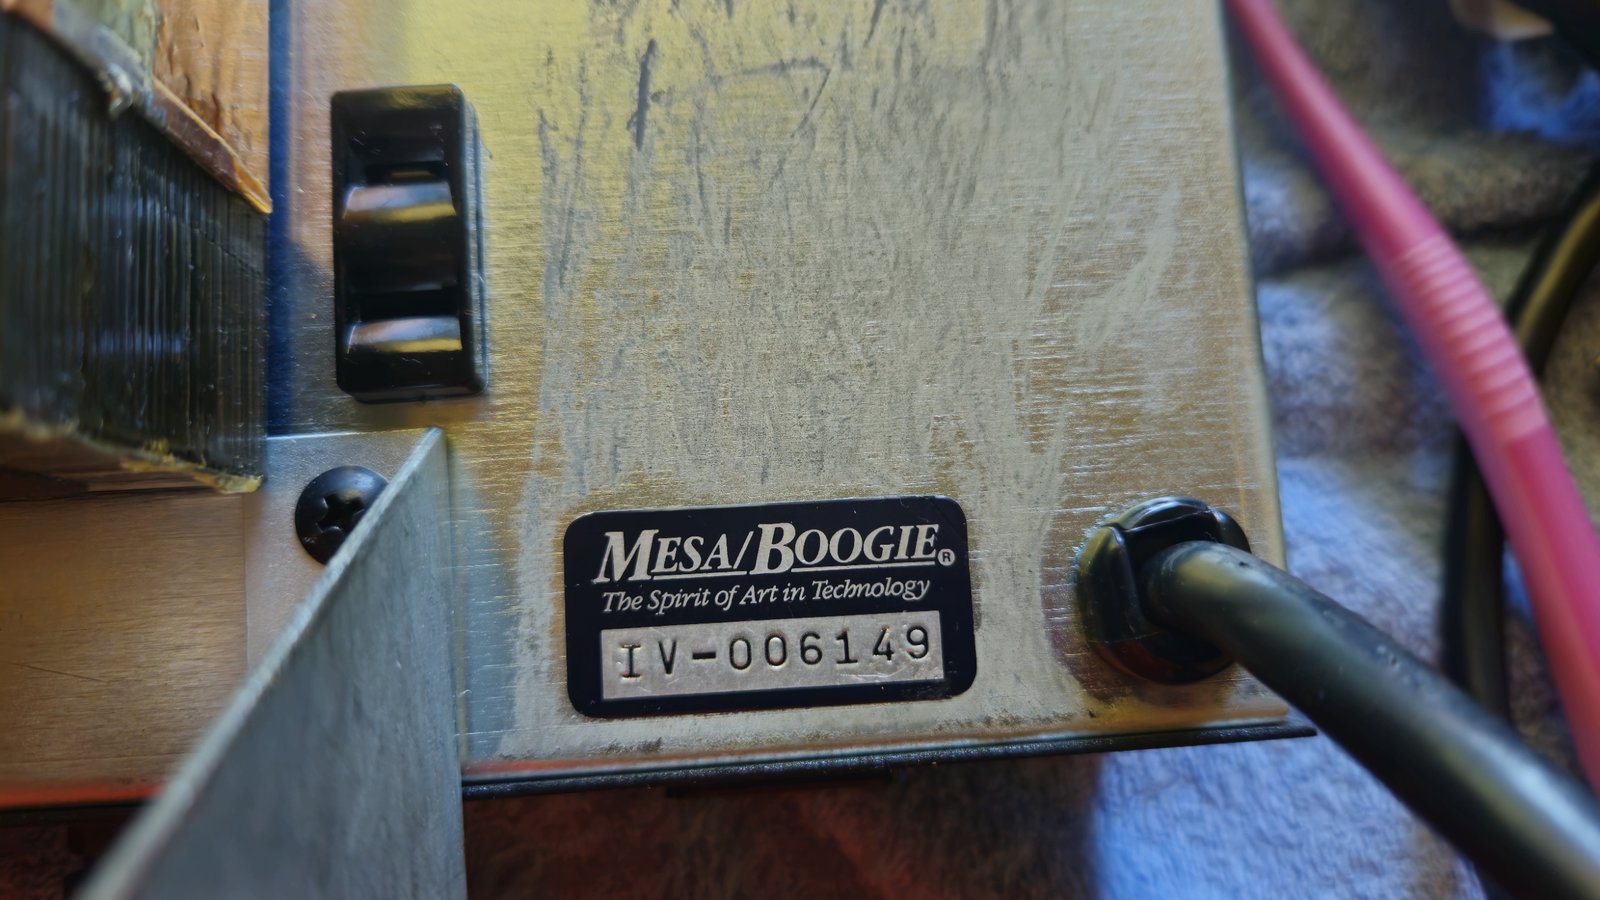 MESA/BOOGIE®
The Spirit of Art in Technology
IV-006149